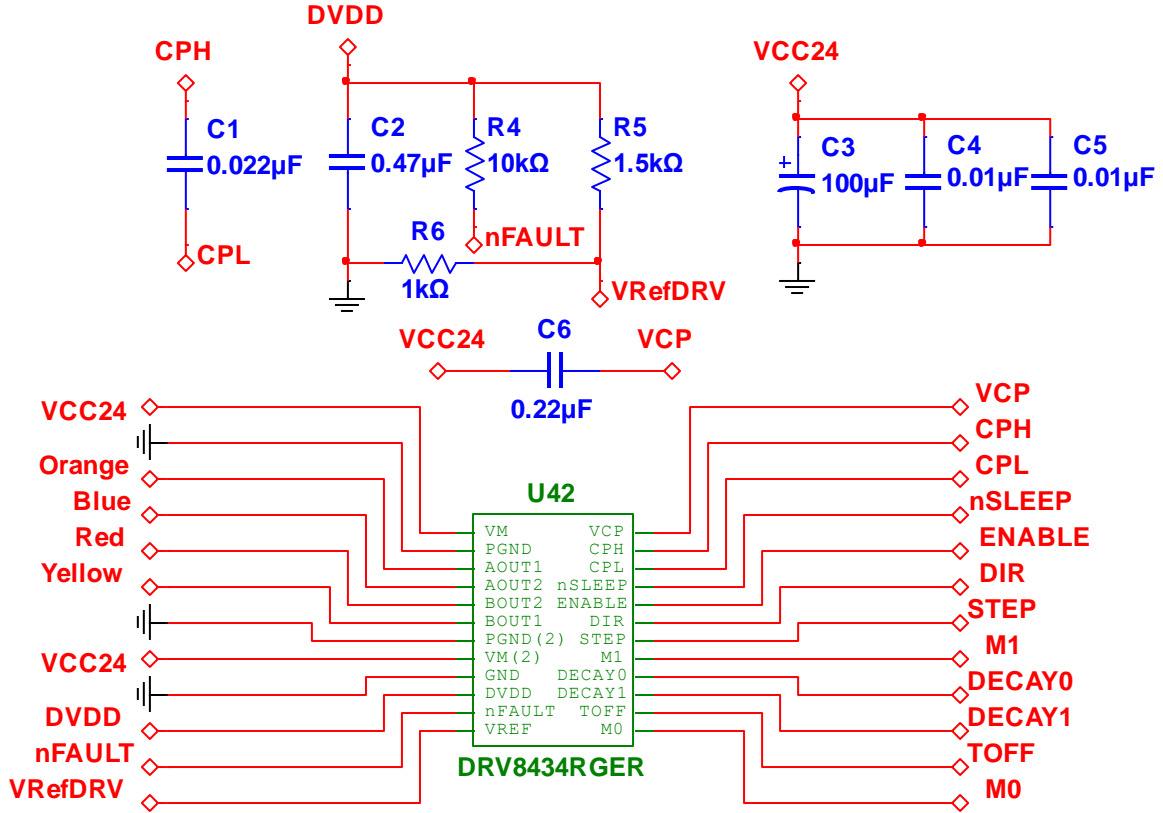 DVDD
CPH
VCC24
C1
0.022µF
C2
0.47µF
R4
10kΩ
R5
1.5kΩ
C3
+
100µF
C4
0.01µF
C5
0.01µF
CPL
R6
1kΩ
nFAULT
VRefDRV
VCC24
C6
VCP
0.22µF
VCC24
Orange
Blue
Red
Yellow
VCC24
DVDD
nFAULT
VRefDRV
U42
VM VCP
PGND CPH
AOUT1 CPL
AOUT2 nSLEEP
BOUT2 ENABLE
BOUT1 DIR
PGND(2) STEP
VM(2) M1
GND DECAY0
DVDD DECAY1
nFAULT TOFF
VREF M0
DRV8434RGER
VCP
CPH
CPL
nSLEEP
ENABLE
DIR
STEP
M1
DECAY0
DECAY1
TOFF
M0